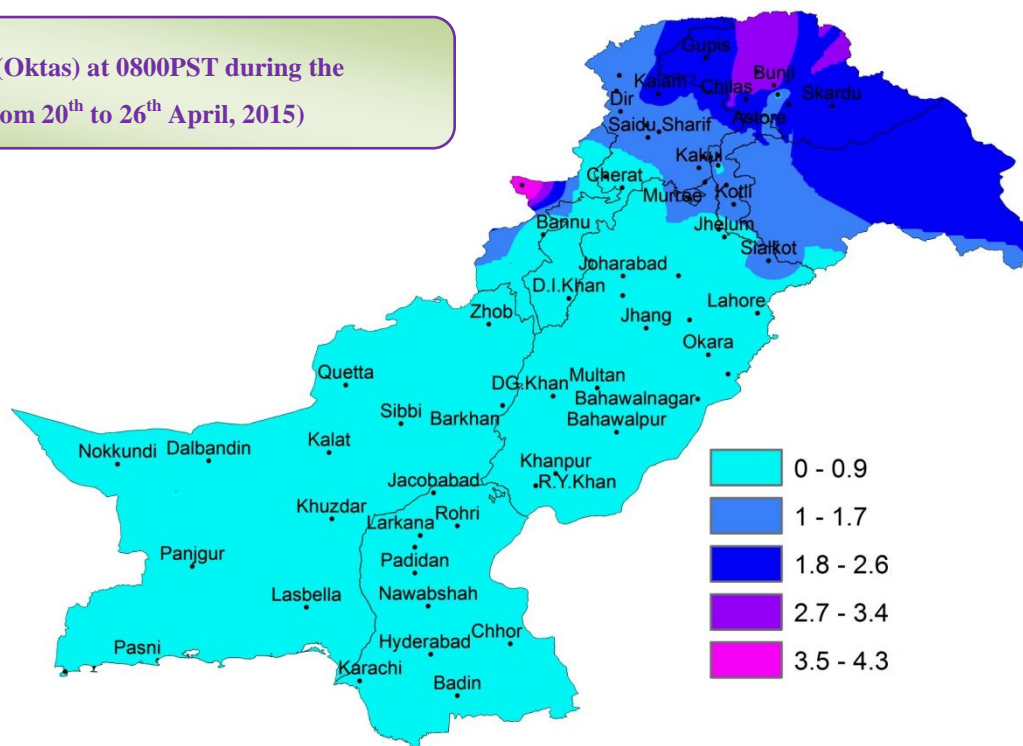 (Oktas) at 0800PST during the
om 20th to 26th April, 2015)
Gupis
Bunji
Kalam
Chilas
Skardu
Dir
Astore
Saidu Sharif
Kakul
Cherat
Murree
Kotli
Bannu
Jhelum
Sialkot
Joharabad
D.I.Khan
Lahore
Zhob
Jhang
Okara
Quetta
DG.Khan
Multan
Bahawalnagar
Sibbi
Barkhan
Bahawalpur
Kalat
Nokkundi
Dalbandin
Khanpur
R.Y.Khan
Jacobabad
Khuzdar
Larkana
Rohri
Panjgur
Padidan
Lasbella
Nawabshah
Chhor
Pasni
Hyderabad
Karachi
Badin
0 - 0.9
1 - 1.7
1.8 - 2.6
2.7 - 3.4
3.5 - 4.3